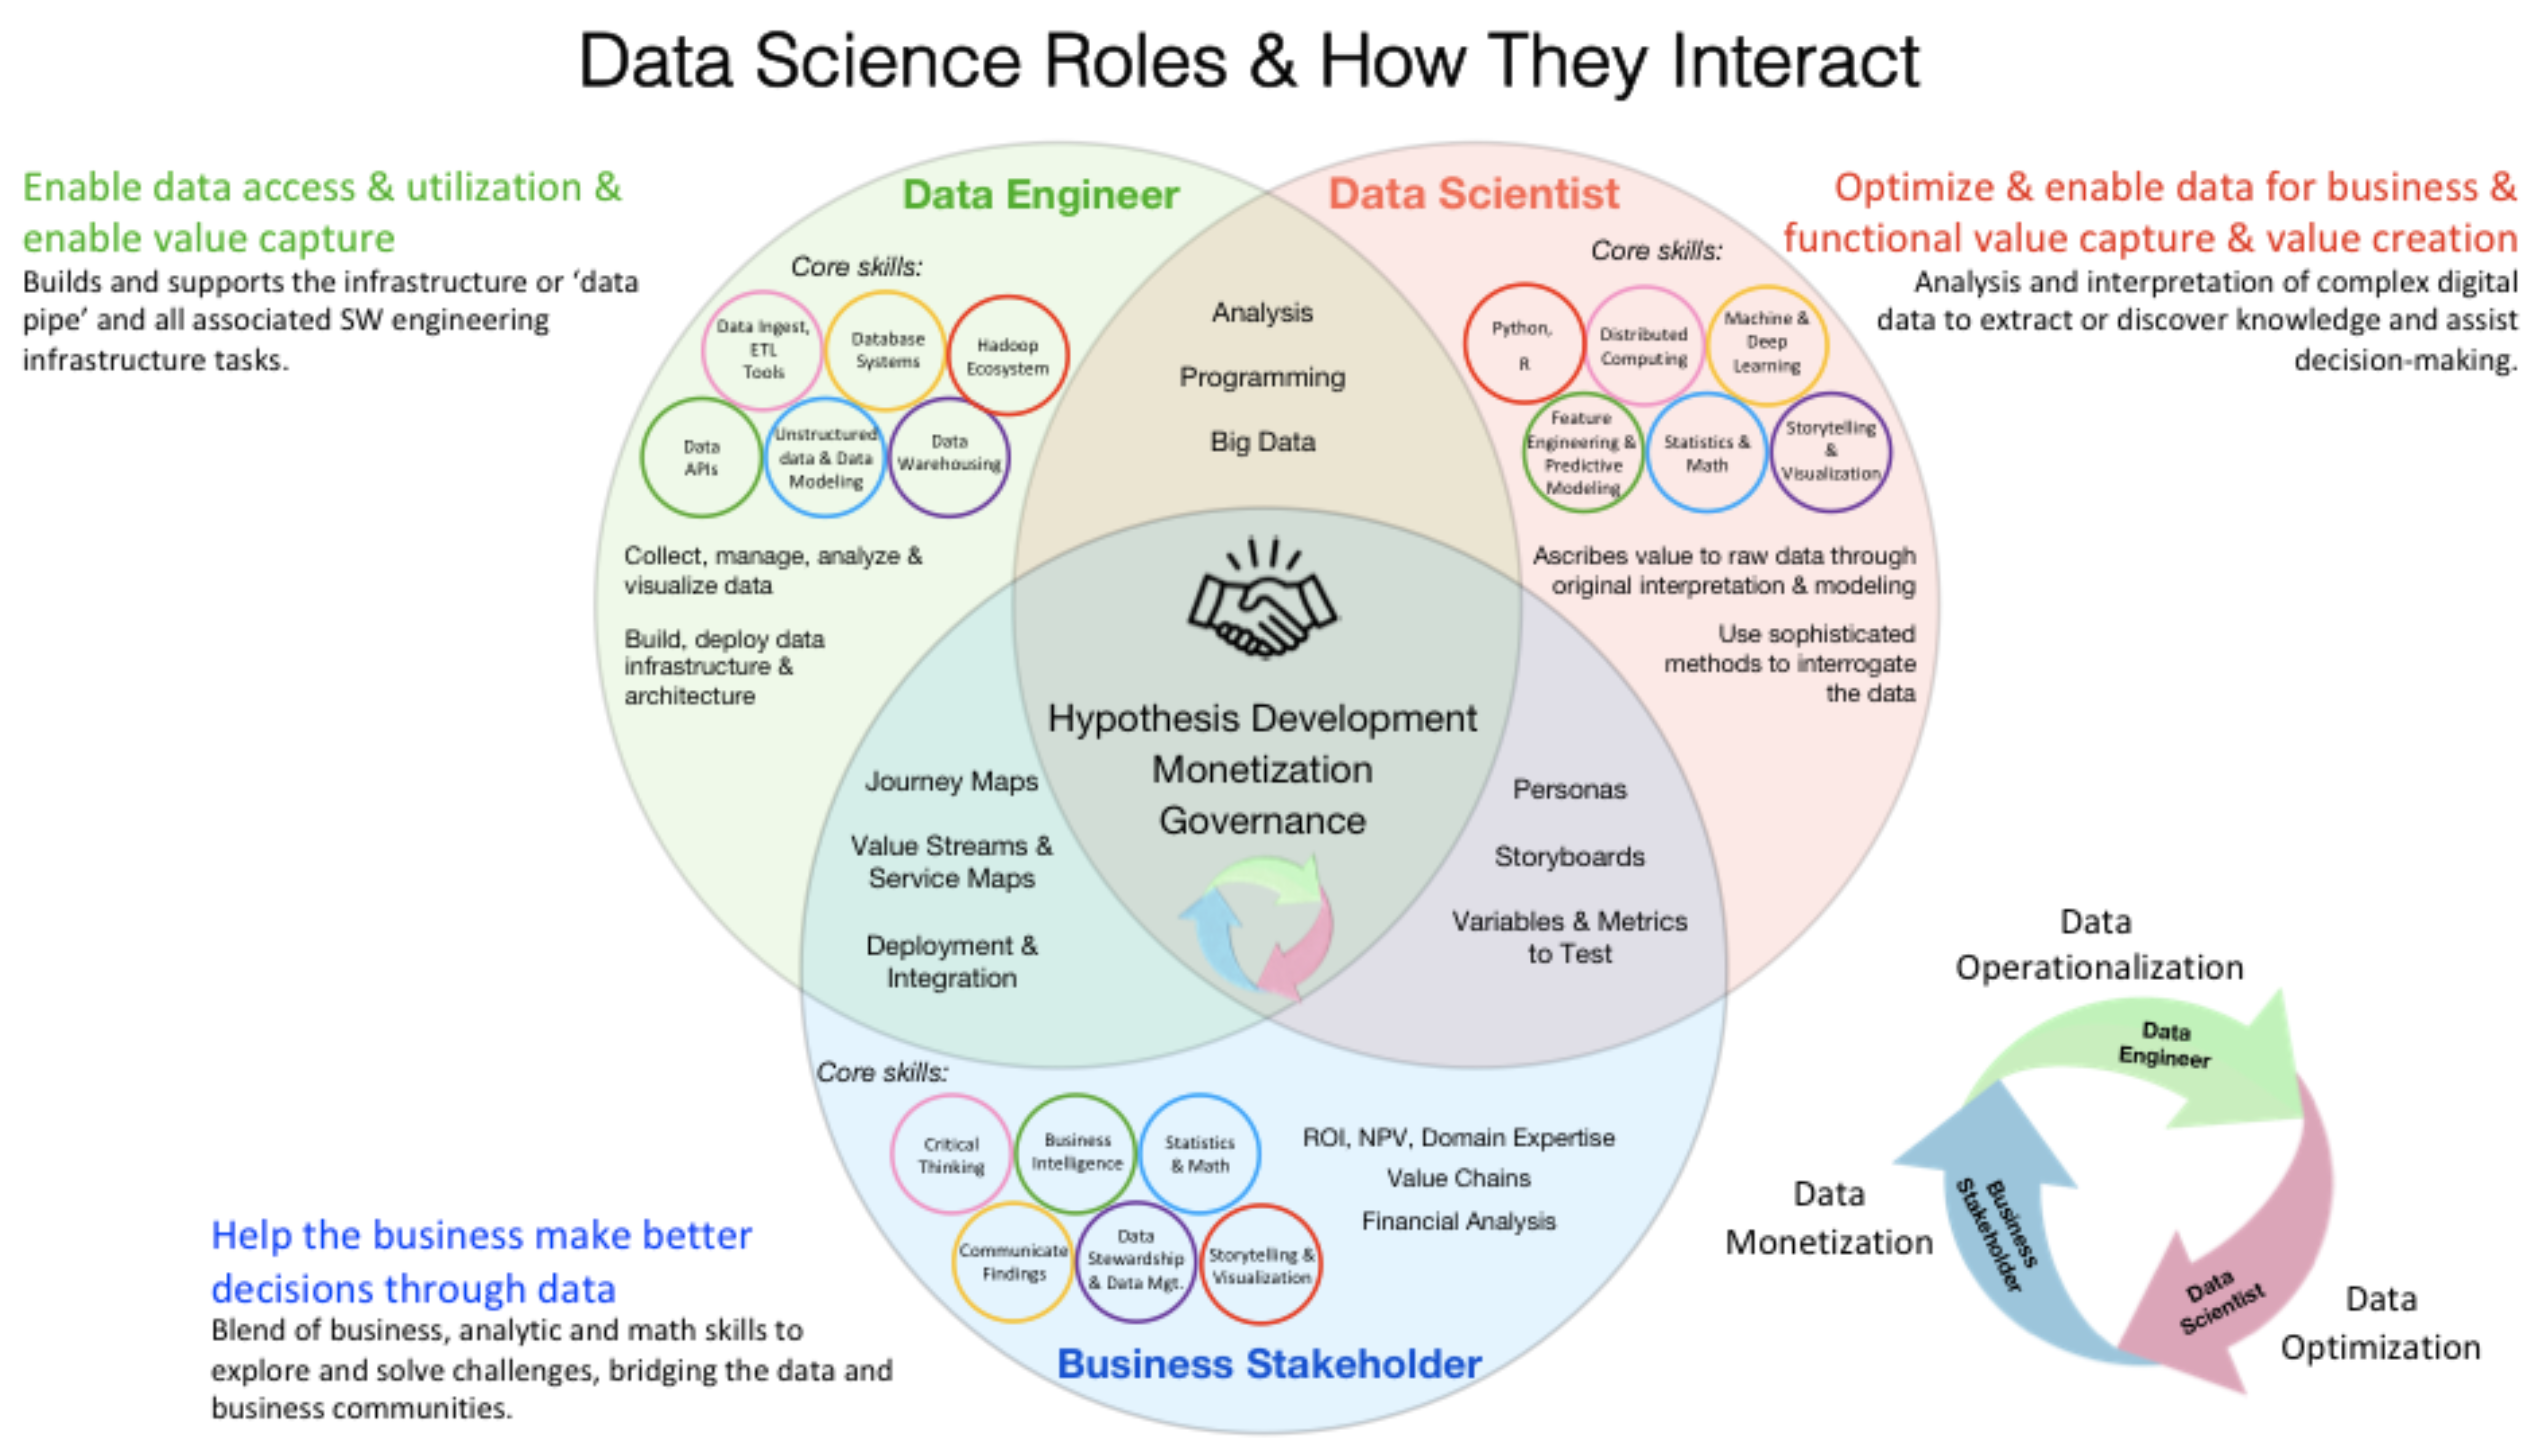 Data Science Roles & How They Interact
Enable data access & utilization &
enable value capture
Builds and supports the infrastructure or ‘data
pipe’ and all associated SW engineering
infrastructure tasks.
Data Engineer
Core skills:
Data Ingest,
ETL
Tools
Database
Systems
Hadoop
Ecosystem
Data
APIs
Unstructured
data & Data
Modeling
Data
Warehousing
Collect, manage, analyze &
visualize data
Build, deploy data
infrastructure &
architecture
Analysis
Programming
Big Data
Data Scientist
Core skills:
Python,
R
Distributed
Computing
Machine &
Deep
Learning
Feature
Engineering &
Predictive
Modeling
Statistics &
Math
Storytelling
&
Visualization
Ascribes value to raw data through
original interpretation & modeling
Use sophisticated
methods to interrogate
the data
Optimize & enable data for business &
functional value capture & value creation
Analysis and interpretation of complex digital
data to extract or discover knowledge and assist
decision-making.
Hypothesis Development
Monetization
Governance
Journey Maps
Value Streams &
Service Maps
Deployment &
Integration
Personas
Storyboards
Variables & Metrics
to Test
Core skills:
Critical
Thinking
Business
Intelligence
Statistics
& Math
Communicate
Findings
Data
Stewardship
& Data Mgt.
Storytelling &
Visualization
ROI, NPV, Domain Expertise
Value Chains
Financial Analysis
Business Stakeholder
Help the business make better
decisions through data
Blend of business, analytic and math skills to
explore and solve challenges, bridging the data and
business communities.
Data
Operationalization
Data
Engineer
Data
Monetization
Business
Stakeholder
Data
Scientist
Data
Optimization